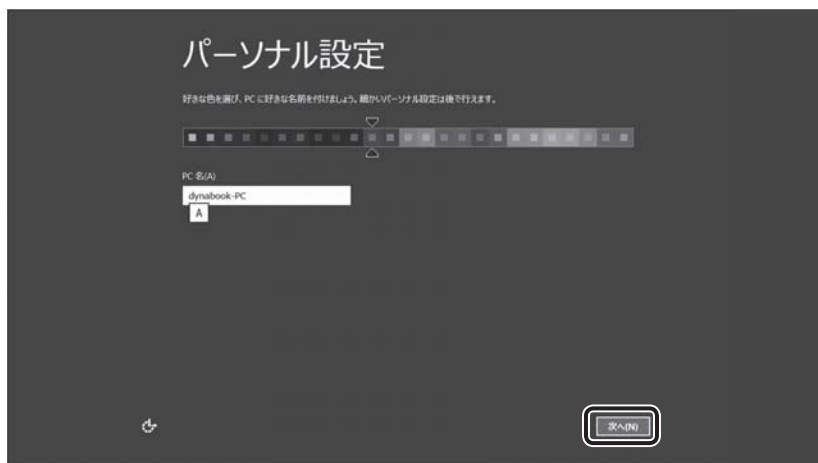 パーソナル設定
好きな色を選び、PC に好きな名前を付けましょう。細かいパーソナル設定は後で行えます。
PC 名(A)
dynabook-PC
A
次へ(N)